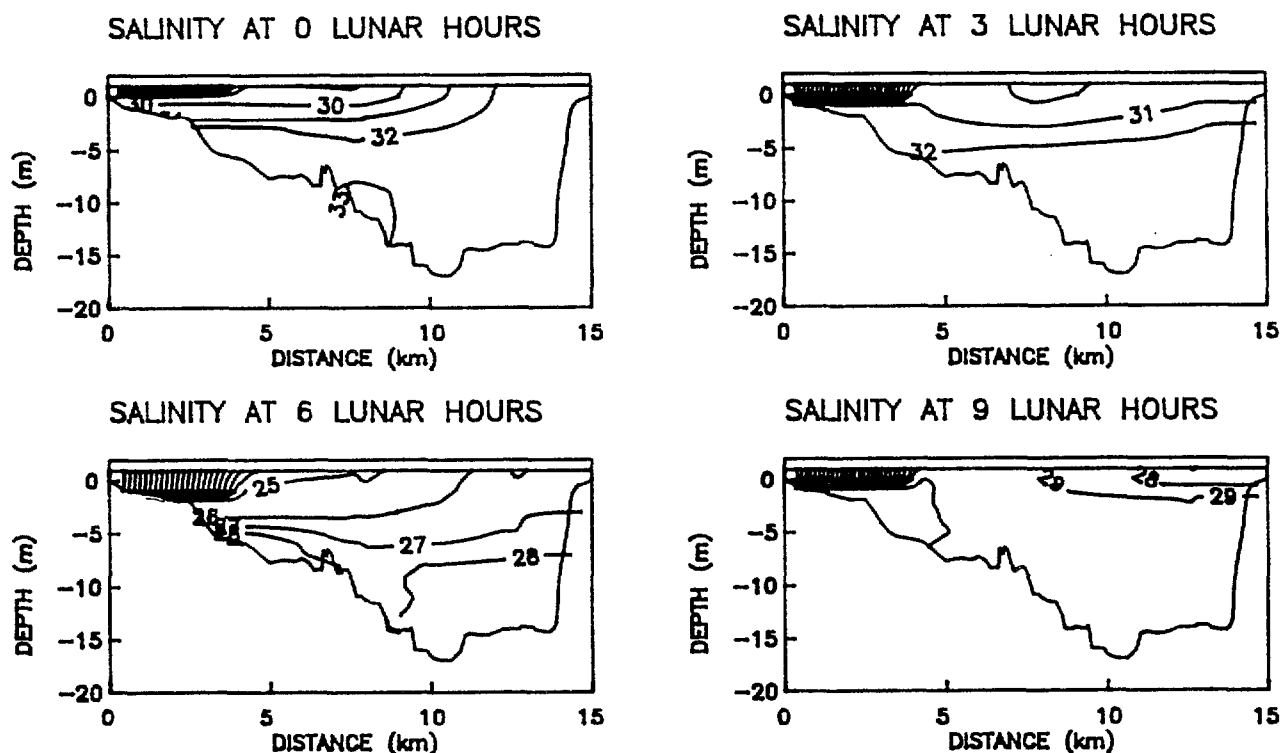 SALINITY AT 0 LUNAR HOURS
0
−5
−10
−15
−20
DEPTH (m)
30
30
32
33
0 5 10 15
DISTANCE (km)
SALINITY AT 3 LUNAR HOURS
0
−5
−10
−15
−20
DEPTH (m)
31
32
0 5 10 15
DISTANCE (km)
SALINITY AT 6 LUNAR HOURS
0
−5
−10
−15
−20
DEPTH (m)
25
27
28
0 5 10 15
DISTANCE (km)
SALINITY AT 9 LUNAR HOURS
0
−5
−10
−15
−20
DEPTH (m)
28
29
0 5 10 15
DISTANCE (km)